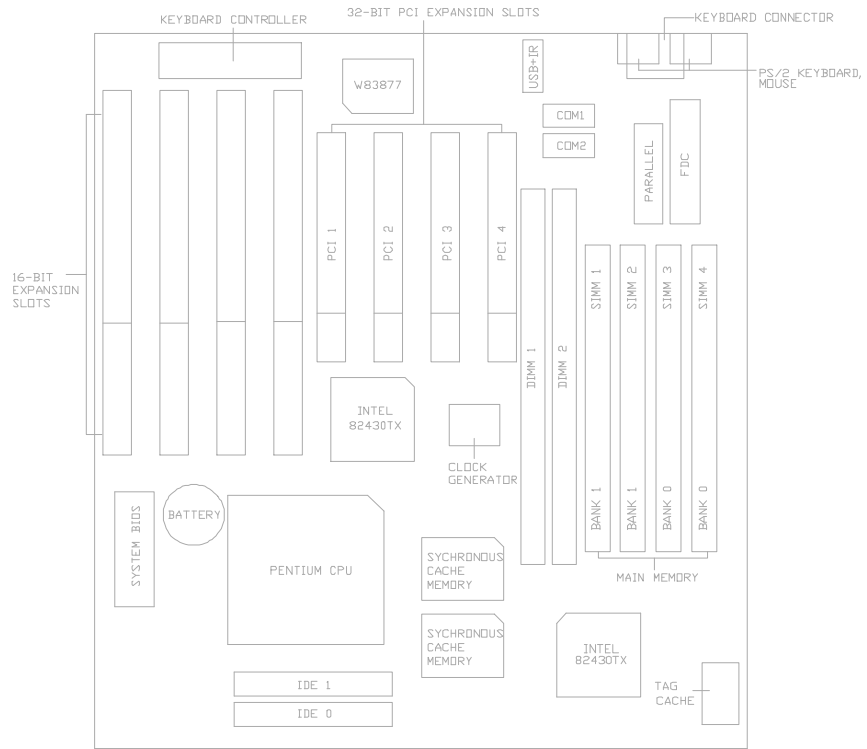 32-BIT PCI EXPANSION SLOTS
KEYBOARD CONTROLLER
KEYBOARD CONNECTOR
PS/2 KEYBOARD,
MOUSE
USB+IR
W83877
COM1
COM2
PARALLEL
FDC
PCI 1
PCI 2
PCI 3
PCI 4
16-BIT
EXPANSION
SLOTS
SIMM 1
SIMM 2
SIMM 3
SIMM 4
DIMM 1
DIMM 2
INTEL
82430TX
CLOCK
GENERATOR
BANK 1
BANK 1
BANK 0
BANK 0
MAIN MEMORY
SYSTEM BIOS
BATTERY
PENTIUM CPU
SYCHRONOUS
CACHE
MEMORY
SYCHRONOUS
CACHE
MEMORY
INTEL
82430TX
TAG
CACHE
IDE 1
IDE 0